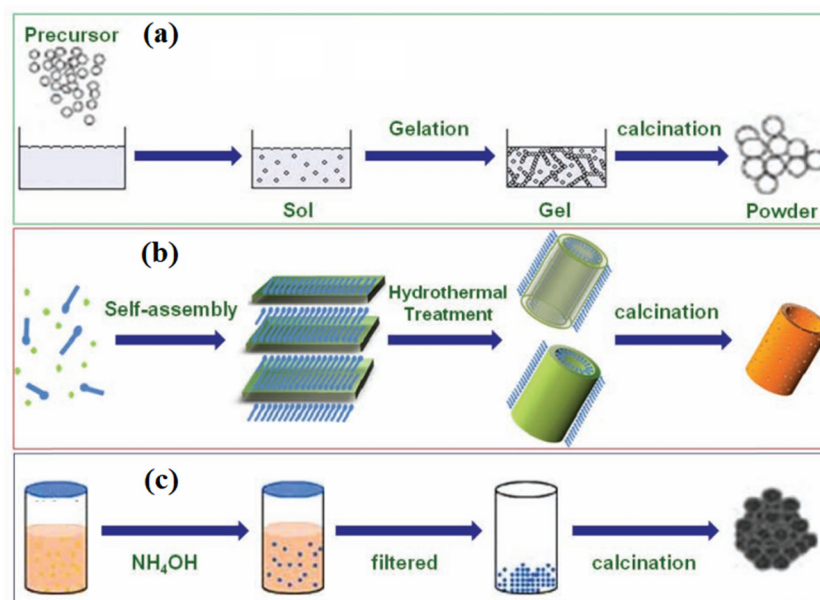 Precursor
(a)
Gelation
calcination
Sol
Gel
Powder
(b)
Self-assembly
Hydrothermal
Treatment
calcination
(c)
NH₄OH
filtered
calcination